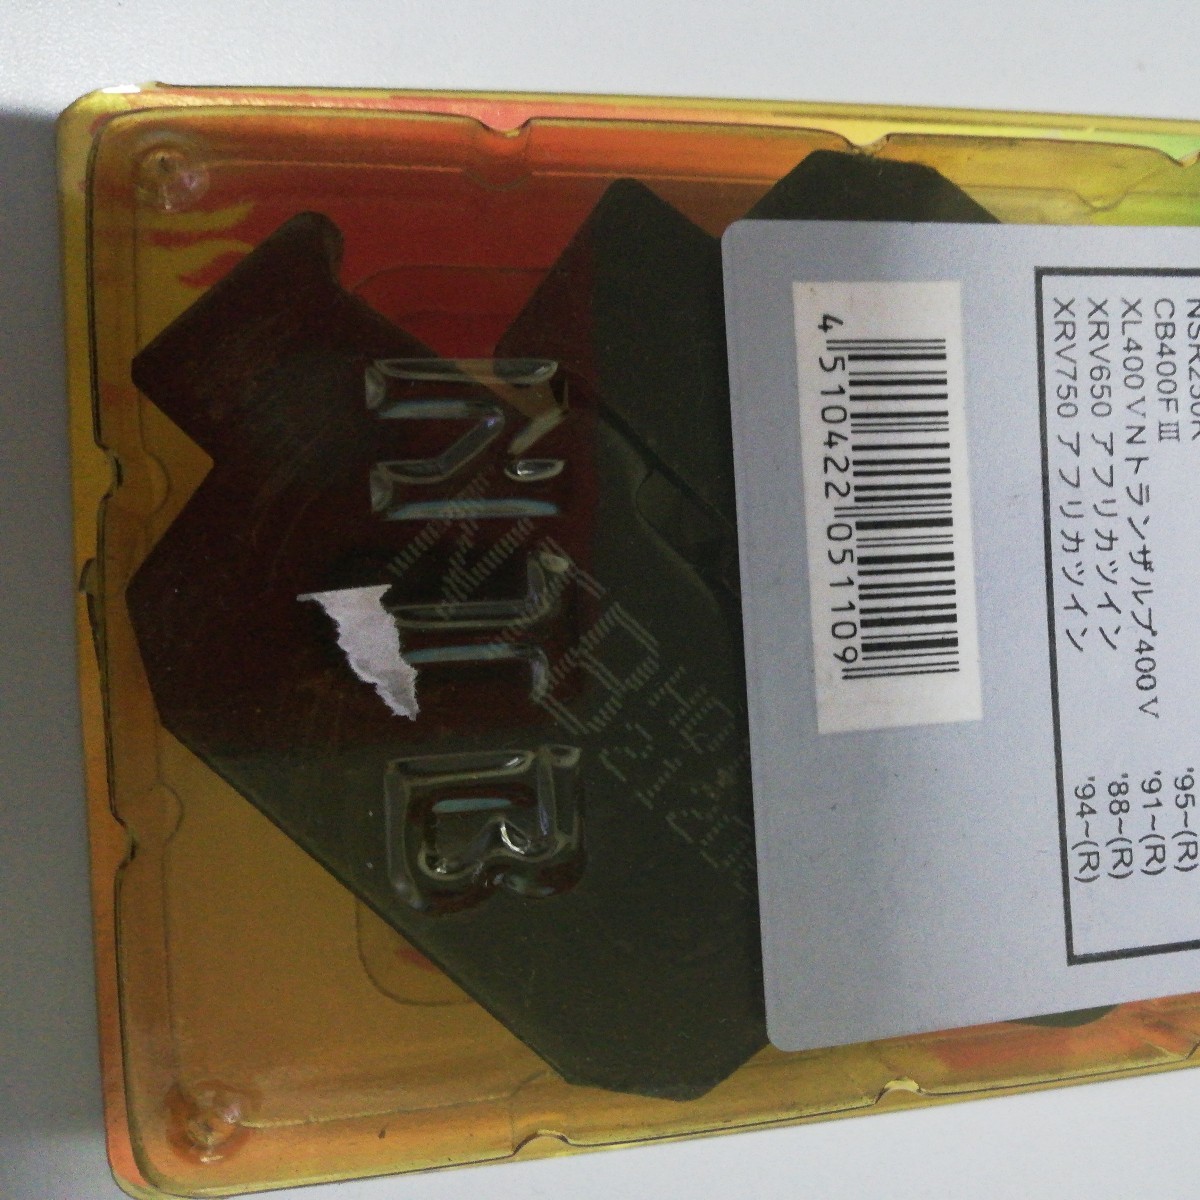 NSR250R
CB400FⅢ '95~(R)
XL400VNトランザルプ400V '91~(R)
XRV650 アフリカツイン '88~(R)
XRV750 アフリカツイン '94~(R)
4 510422 051109